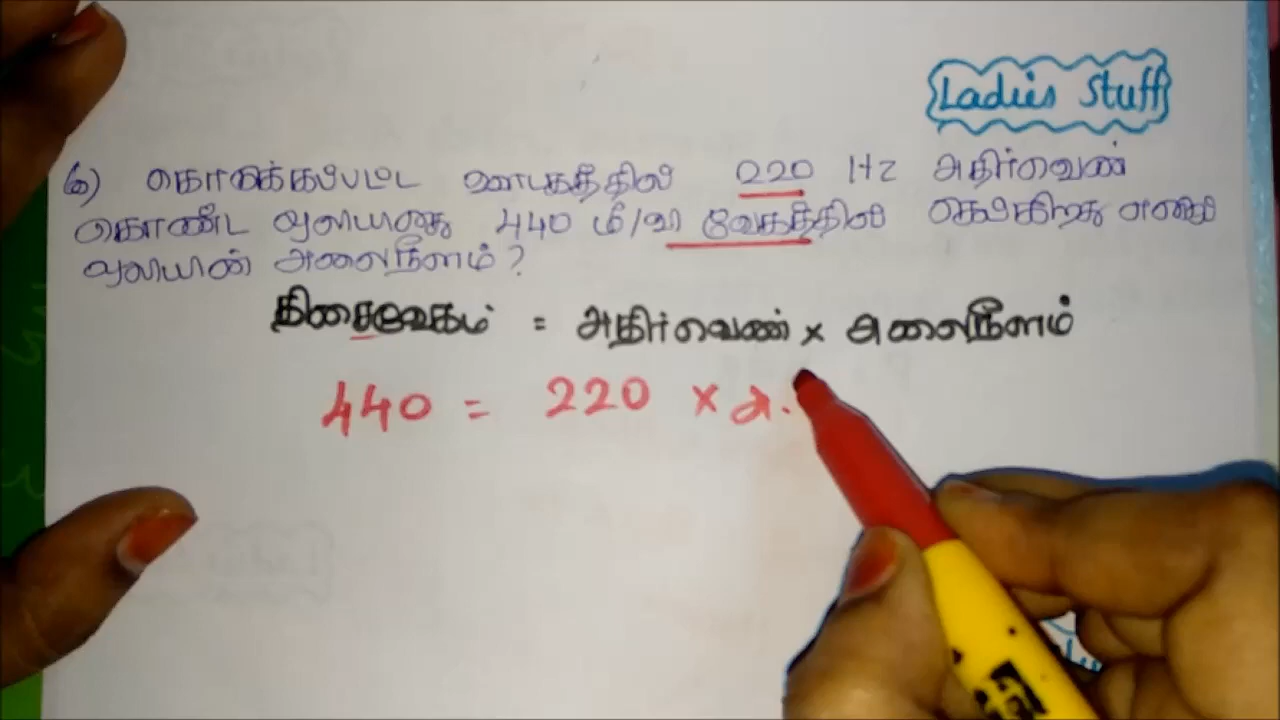 Ladies Stuff
கொடுக்கப்பட்ட ஊடகத்தில் 220 Hz அதிர்வெண்
கொண்ட ஒலியானது 440 மீ/வி வேகத்தில் செல்கிறது எனில்
ஒலியின் அலைநீளம் ?
திசைவேகம் = அதிர்வெண் x அலைநீளம்
440 = 220 x அ.